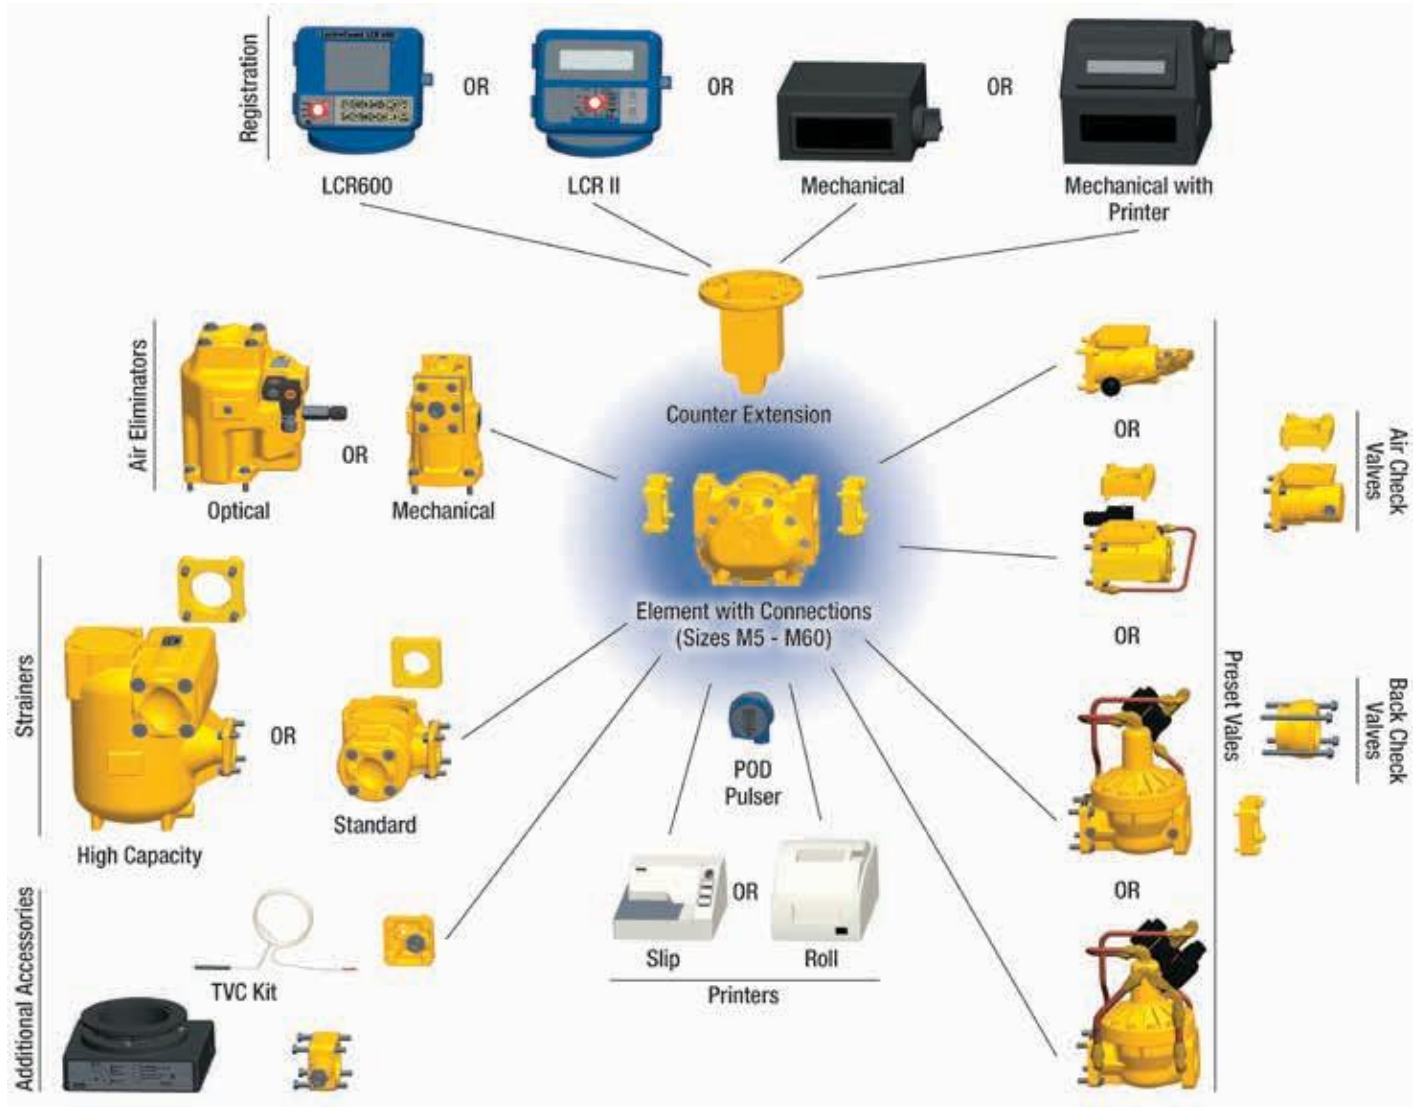 Registration
OR
OR
OR
LCR600
LCR II
Mechanical
Mechanical with
Printer
Air Eliminators
OR
Optical
Mechanical
Counter Extension
Element with Connections
(Sizes M5 - M60)
OR
OR
OR
Preset Vales
Air Check
Valves
Back Check
Valves
Strainers
OR
High Capacity
Standard
POD
Pulser
OR
Slip
Roll
Printers
Additional Accessories
TVC Kit